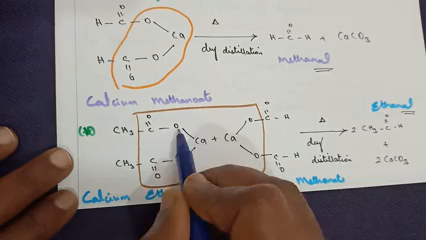 O
H – C – O
Ca
H – C – O
O
△
dry distillation
O
H – C – H + CaCO3
Methanal
Calcium Methanoate
Ethanal
(*)
O
CH3 – C – O
Ca + Ca
O – C – H
O
CH3 – C
O
O – C – H
O
△
dry
distillation
O
2 CH3 – C – H
+
2 CaCO3
Calcium